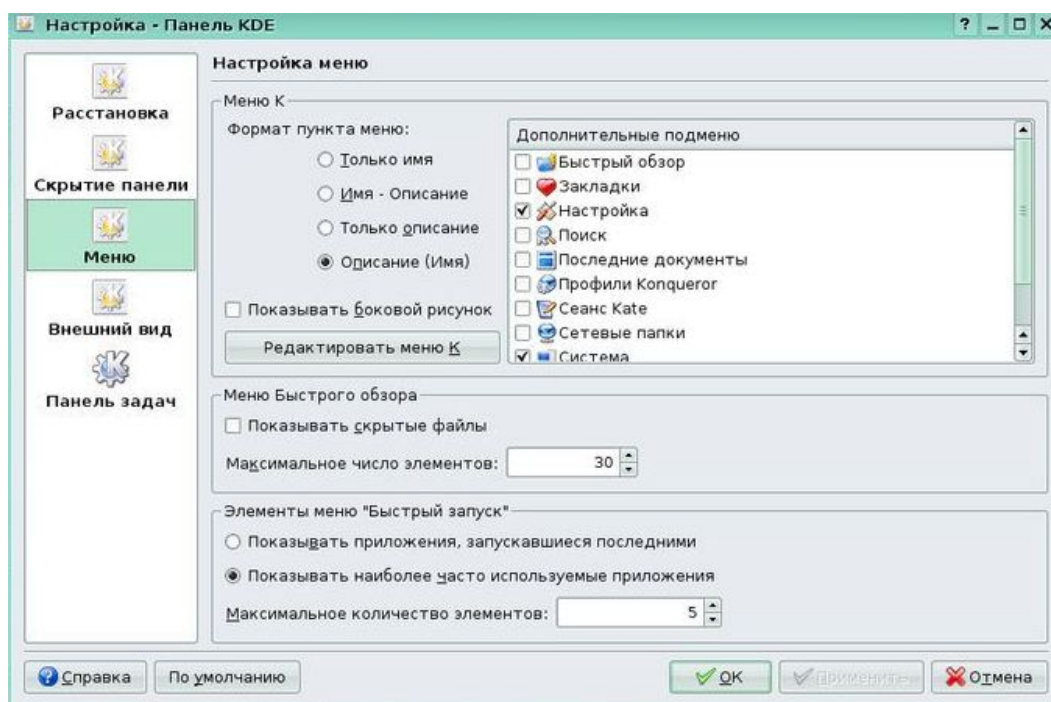 Настройка - Панель KDE
Расстановка
Скрытие панели
Меню
Внешний вид
Панель задач
Настройка меню
Меню K
Формат пункта меню:
Только имя
Имя - Описание
Только описание
Описание (Имя)
Показывать боковой рисунок
Редактировать меню K
Дополнительные подменю
Быстрый обзор
Закладки
Настройка
Поиск
Последние документы
Профили Konqueror
Сеанс Kate
Сетевые папки
Система
Меню Быстрого обзора
Показывать скрытые файлы
Максимальное число элементов: 30
Элементы меню "Быстрый запуск"
Показывать приложения, запускавшиеся последними
Показывать наиболее часто используемые приложения
Максимальное количество элементов: 5
Справка
По умолчанию
OK
Применить
Отмена